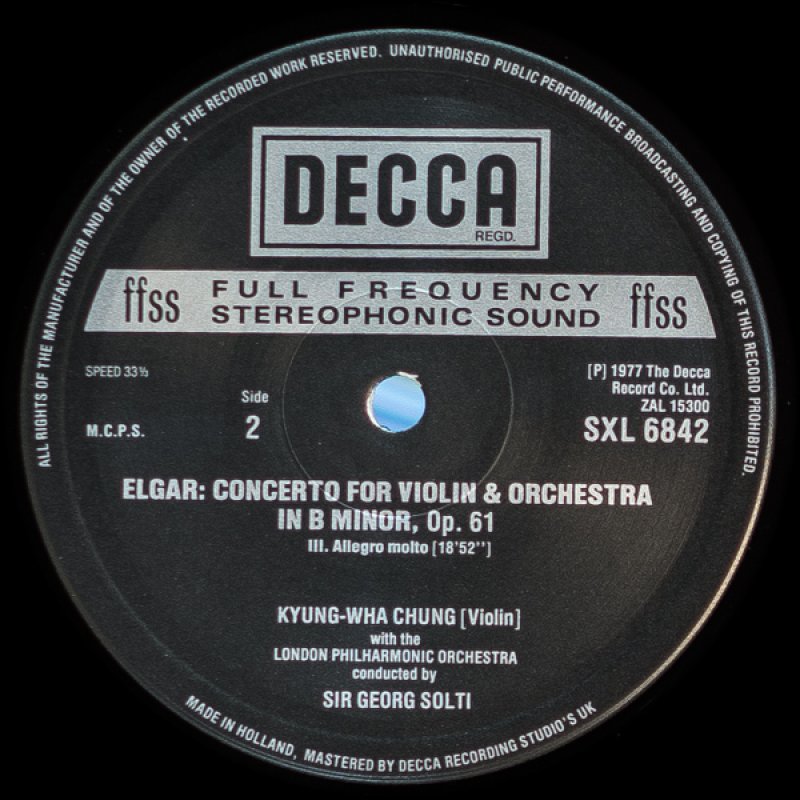 ALL RIGHTS OF THE MANUFACTURER AND OF THE OWNER OF THE RECORDED WORK RESERVED. UNAUTHORISED PUBLIC PERFORMANCE BROADCASTING AND COPYING OF THIS RECORD PROHIBITED.
DECCA
REGD.
ffss FULL FREQUENCY STEREOPHONIC SOUND ffss
SPEED 33⅓
[P] 1977 The Decca
Record Co. Ltd.
ZAL 15300
Side
2
M.C.P.S.
SXL 6842
ELGAR: CONCERTO FOR VIOLIN & ORCHESTRA
IN B MINOR, Op. 61
III. Allegro molto [18'52'']
KYUNG-WHA CHUNG [Violin]
with the
LONDON PHILHARMONIC ORCHESTRA
conducted by
SIR GEORG SOLTI
MADE IN HOLLAND, MASTERED BY DECCA RECORDING STUDIO'S UK